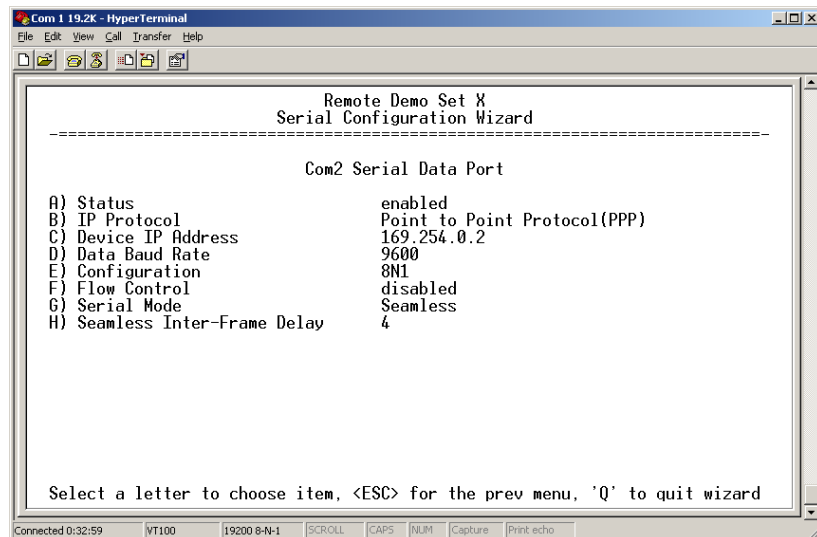 Com 1 19.2K - HyperTerminal
File Edit View Call Transfer Help
Remote Demo Set X
Serial Configuration Wizard
-==========================================================================-
Com2 Serial Data Port
A) Status enabled
B) IP Protocol Point to Point Protocol(PPP)
C) Device IP Address 169.254.0.2
D) Data Baud Rate 9600
E) Configuration 8N1
F) Flow Control disabled
G) Serial Mode Seamless
H) Seamless Inter-Frame Delay 4
Select a letter to choose item, <ESC> for the prev menu, 'Q' to quit wizard
Connected 0:32:59 VT100 19200 8-N-1 SCROLL CAPS NUM Capture Print echo